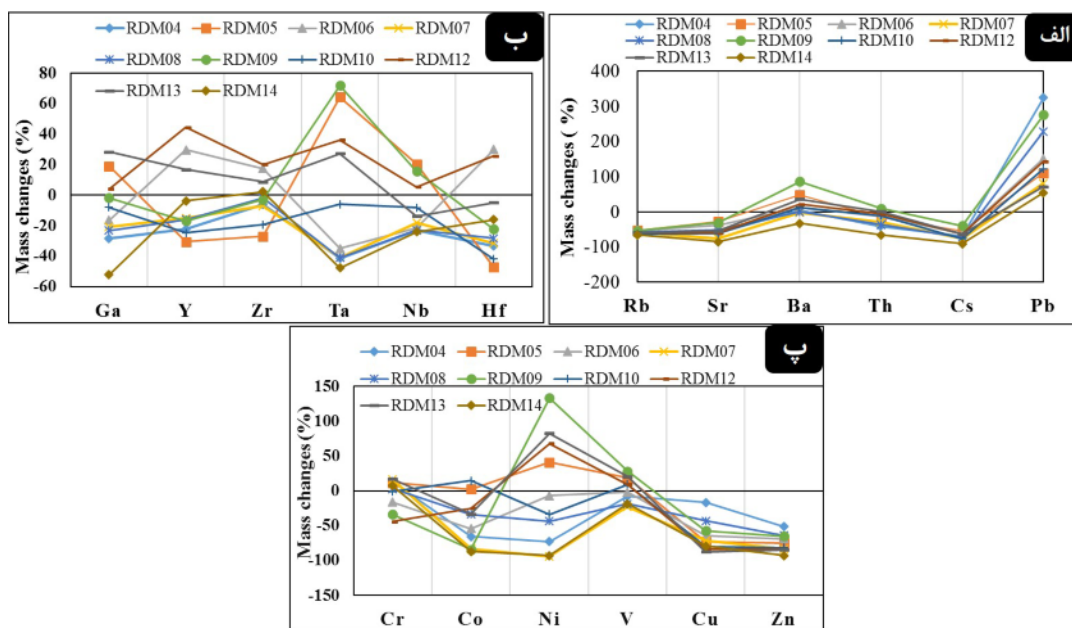 الف
RDM04 RDM05 RDM06 RDM07
RDM08 RDM09 RDM10 RDM12
RDM13 RDM14
Mass changes ( %)
400
300
200
100
0
-100
-200
Rb Sr Ba Th Cs Pb
ب
RDM04 RDM05 RDM06 RDM07
RDM08 RDM09 RDM10 RDM12
RDM13 RDM14
Mass changes (%)
80
60
40
20
0
-20
-40
-60
Ga Y Zr Ta Nb Hf
پ
RDM04 RDM05 RDM06 RDM07
RDM08 RDM09 RDM10 RDM12
RDM13 RDM14
Mass changes (%)
150
100
50
0
-50
-100
-150
Cr Co Ni V Cu Zn